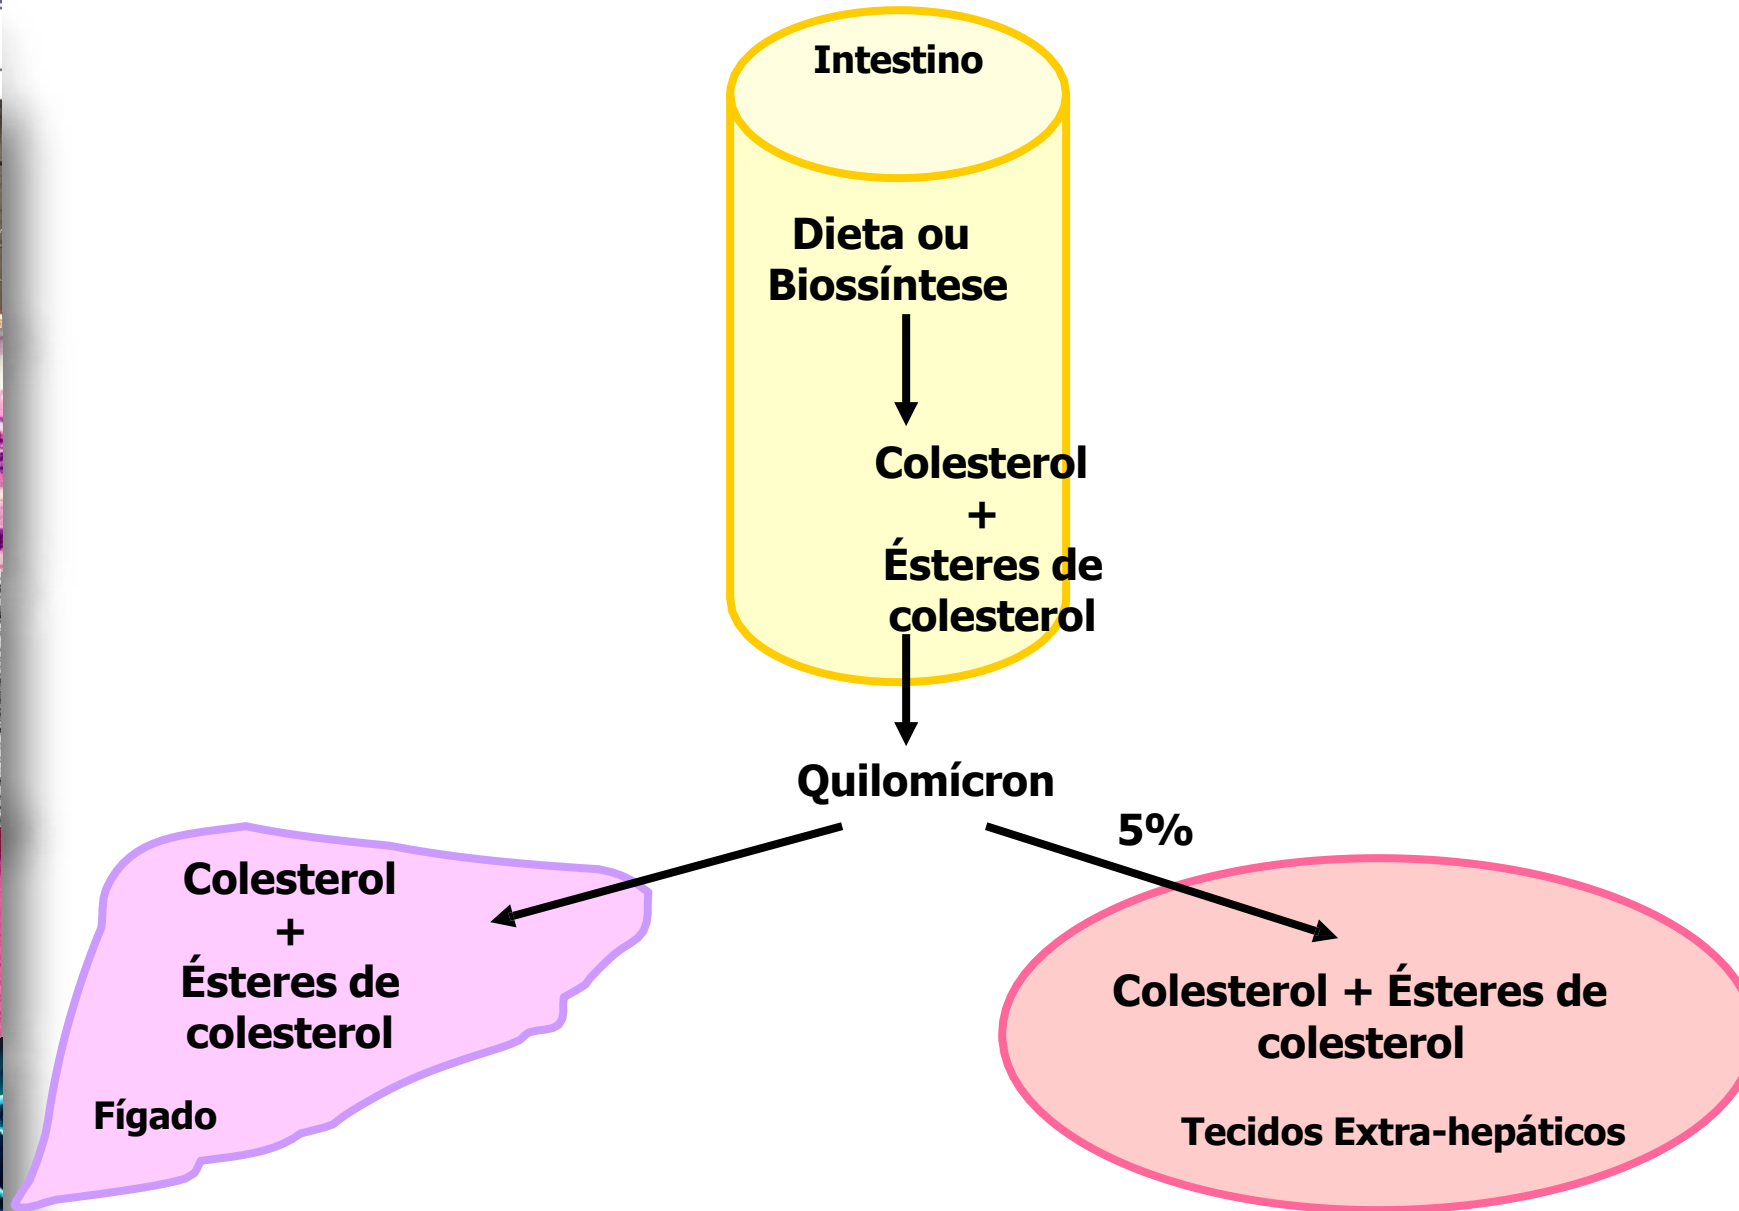 Intestino
Dieta ou
Biossíntese
Colesterol
+
Ésteres de
colesterol
Quilomícron
5%
Colesterol
+
Ésteres de
colesterol
Fígado
Colesterol + Ésteres de
colesterol
Tecidos Extra-hepáticos